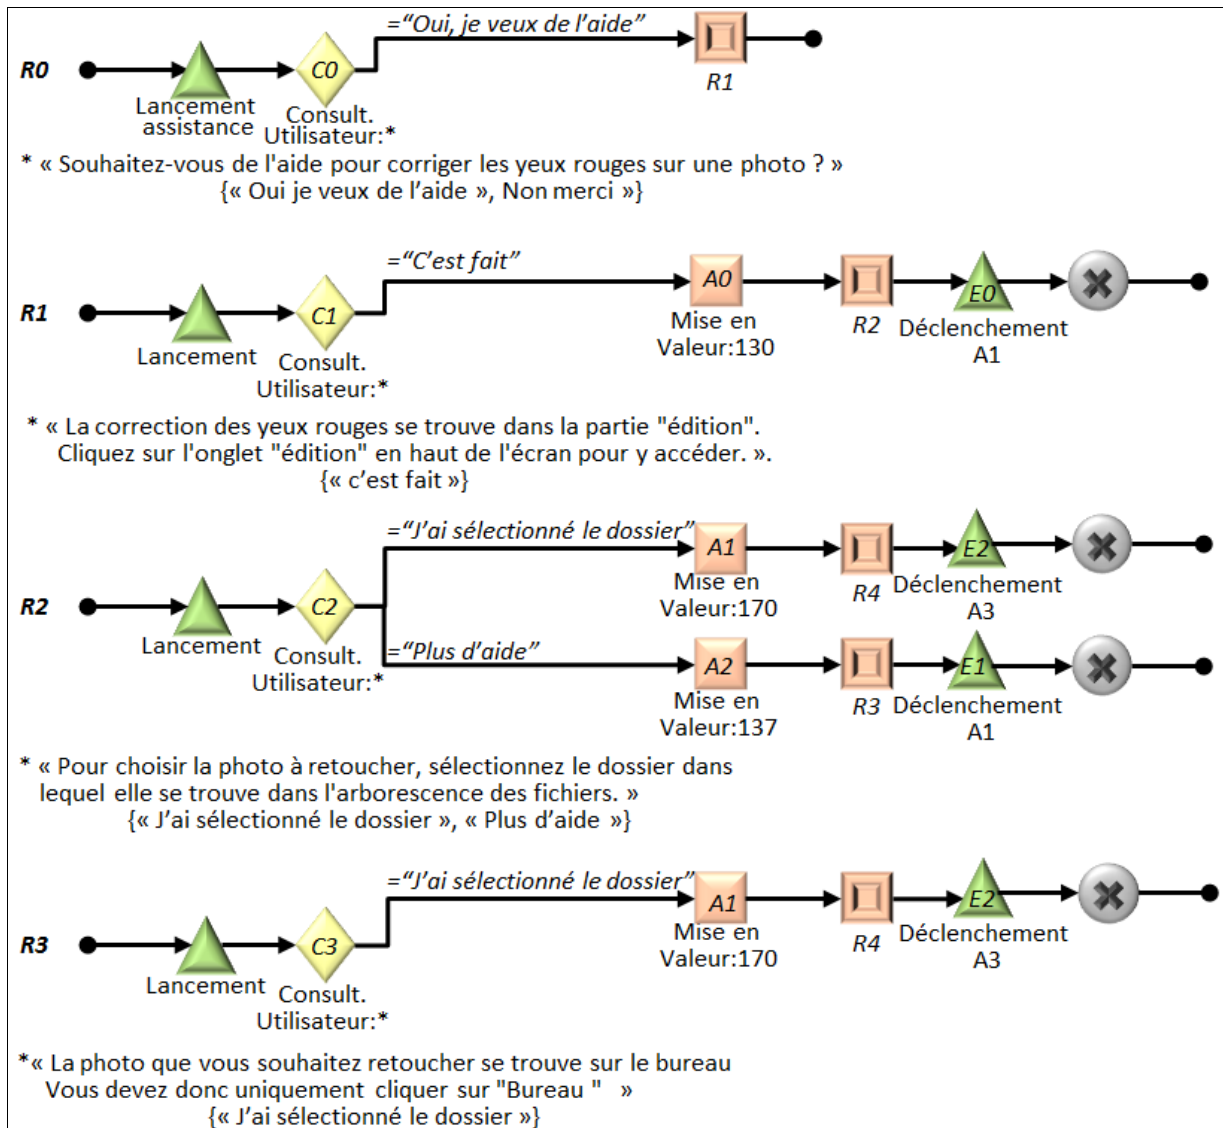 ="Oui, je veux de l'aide"
R0
C0
R1
Lancement
assistance
Consult.
Utilisateur:*
* « Souhaitez-vous de l'aide pour corriger les yeux rouges sur une photo ? »
{« Oui je veux de l'aide », Non merci »}
="C'est fait"
R1
C1
A0
R2
E0
Lancement
Consult.
Utilisateur:*
Mise en
Valeur:130
Déclenchement
A1
* « La correction des yeux rouges se trouve dans la partie "édition".
Cliquez sur l'onglet "édition" en haut de l'écran pour y accéder. ».
{« c'est fait »}
="J'ai sélectionné le dossier"
A1
R4
E2
Mise en
Valeur:170
Déclenchement
A3
R2
C2
Lancement
Consult.
Utilisateur:*
="Plus d'aide"
A2
R3
E1
Mise en
Valeur:137
Déclenchement
A1
* « Pour choisir la photo à retoucher, sélectionnez le dossier dans
lequel elle se trouve dans l'arborescence des fichiers. »
{« J'ai sélectionné le dossier », « Plus d'aide »}
="J'ai sélectionné le dossier"
A1
R4
E2
Mise en
Valeur:170
Déclenchement
A3
R3
C3
Lancement
Consult.
Utilisateur:*
*« La photo que vous souhaitez retoucher se trouve sur le bureau
Vous devez donc uniquement cliquer sur "Bureau " »
{« J'ai sélectionné le dossier »}